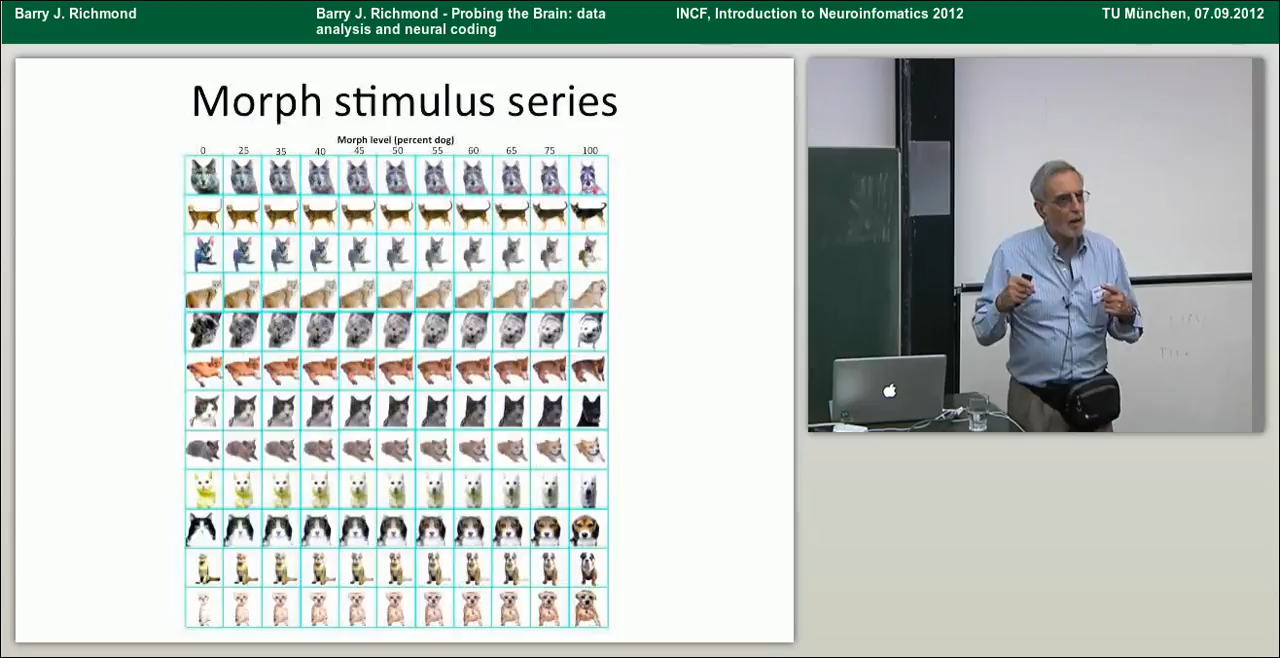 Barry J. Richmond
Barry J. Richmond - Probing the Brain: data
analysis and neural coding
INCF, Introduction to Neuroinfomatics 2012
TU München, 07.09.2012
Morph stimulus series
Morph level (percent dog)
0 25 35 40 45 50 55 60 65 75 100